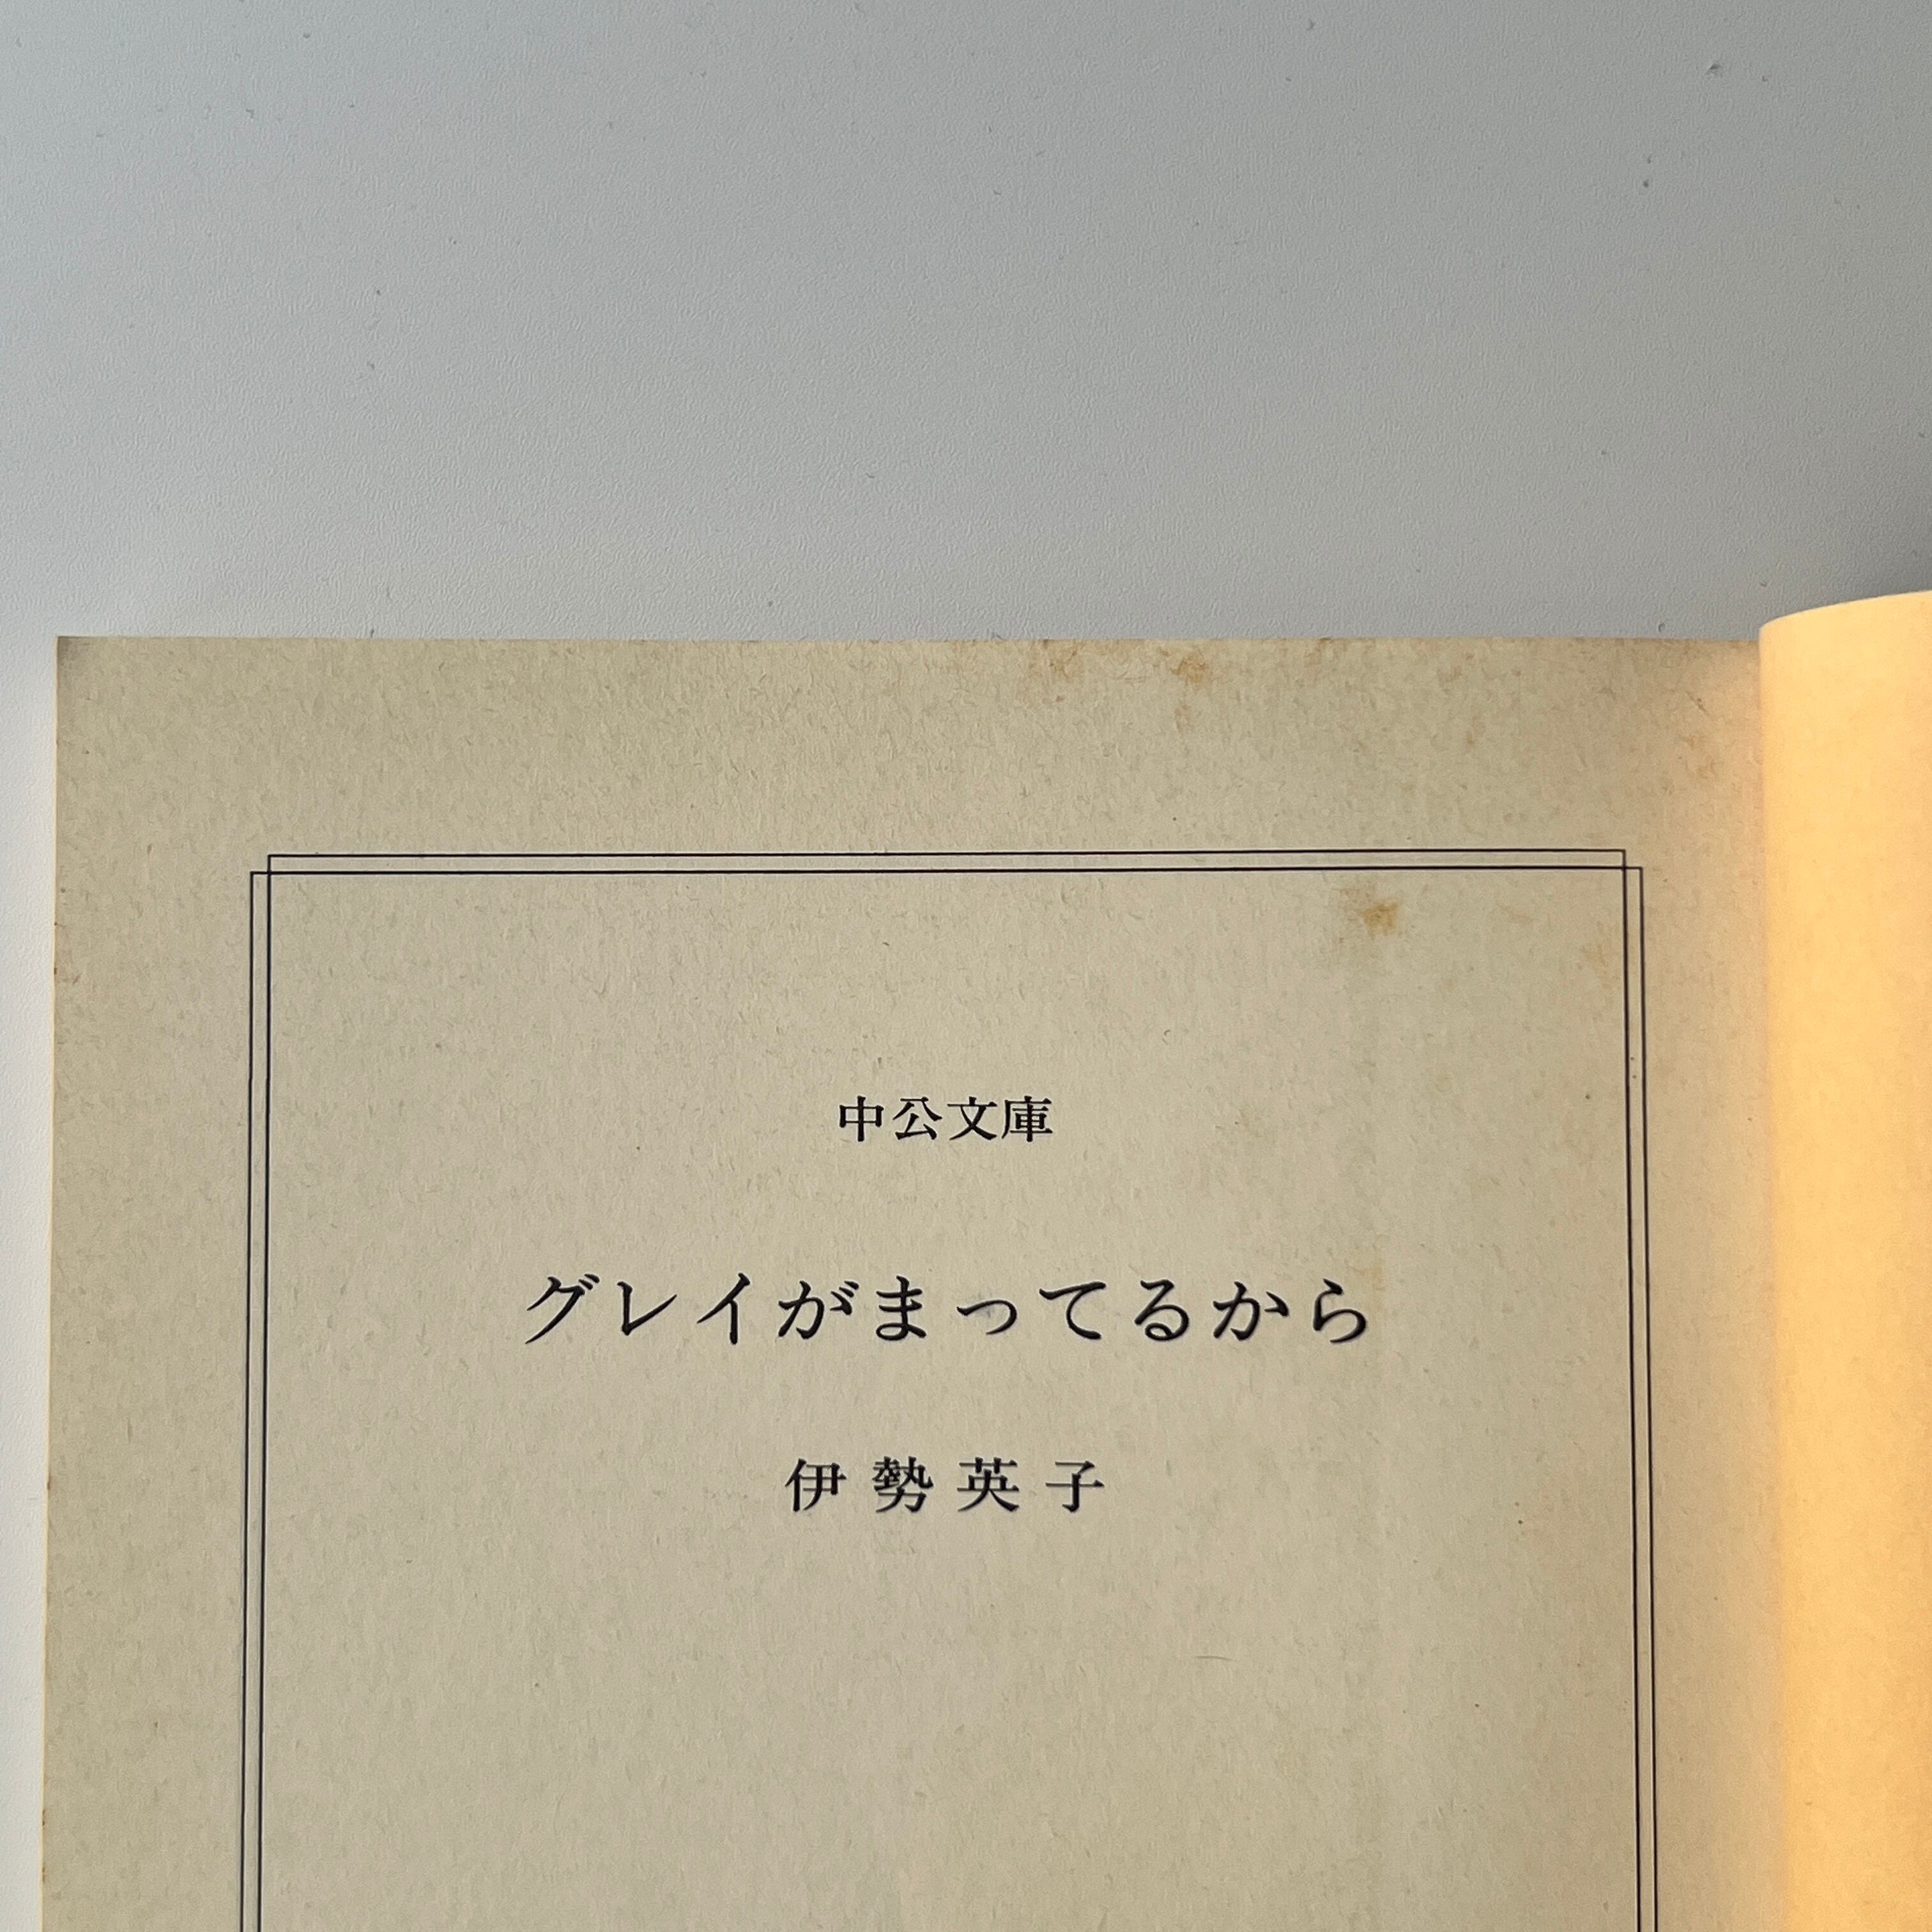 中公文庫
グレイがまってるから
伊勢英子